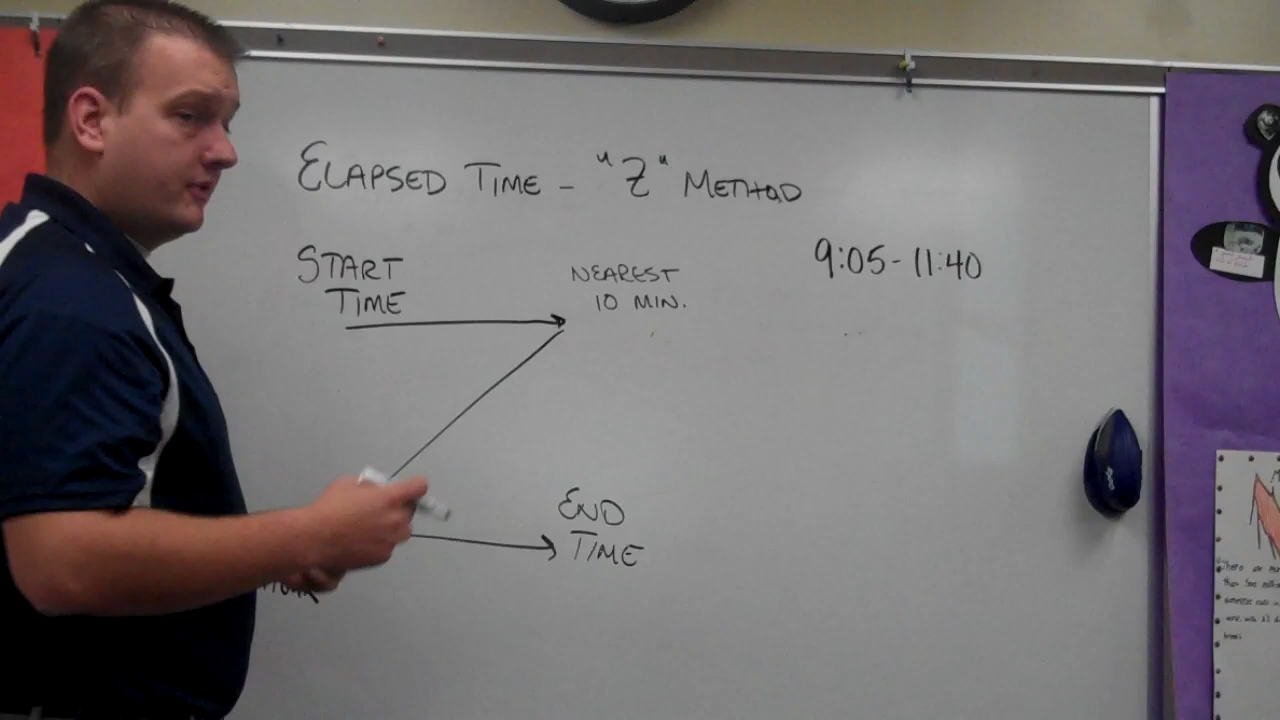 ELAPSED TIME - "Z" METHOD
START
TIME
NEAREST
10 MIN.
9:05 - 11:40
END
TIME